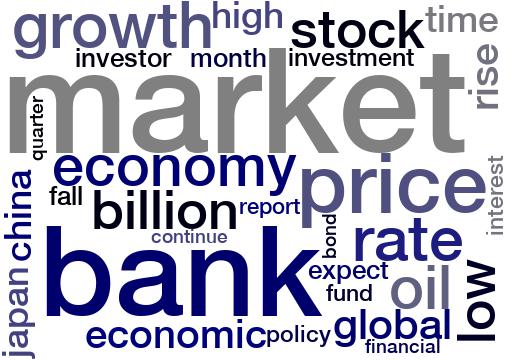 growth
high
stock
time
investor
month
investment
rise
market
quarter
economy
price
interest
fall
billion
report
china
continue
bond
rate
bank
expect
oil
low
japan
fund
economic
policy
global
financial